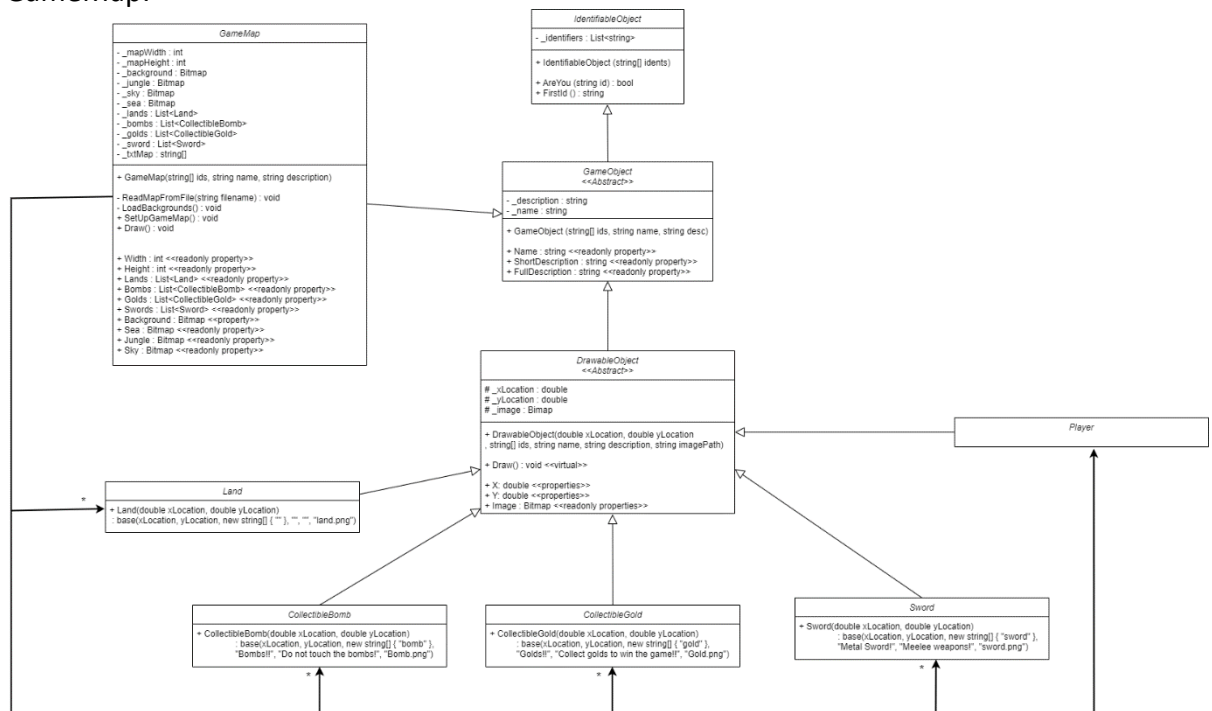 GameMap.
GameMap
- _mapWidth : int
- _mapHeight : int
- _background : Bitmap
- _jungle : Bitmap
- _sky : Bitmap
- _sea : Bitmap
- _lands : List<Land>
- _bombs : List<CollectibleBomb>
- _golds : List<CollectibleGold>
- _sword : List<Sword>
- _txtMap : string[]
+ GameMap(string[] ids, string name, string description)
- ReadMapFromFile(string filename) : void
- LoadBackgrounds() : void
+ SetUpGameMap() : void
+ Draw() : void
+ Width : int <<readonly property>>
+ Height : int <<readonly property>>
+ Lands : List<Land> <<readonly property>>
+ Bombs : List<CollectibleBomb> <<readonly property>>
+ Golds : List<CollectibleGold> <<readonly property>>
+ Swords : List<Sword> <<readonly property>>
+ Background : Bitmap <<property>>
+ Sea : Bitmap <<readonly property>>
+ Jungle : Bitmap <<readonly property>>
+ Sky : Bitmap <<readonly property>>
IdentifiableObject
- _identifiers : List<string>
+ IdentifiableObject (string[] idents)
+ AreYou (string id) : bool
+ FirstId () : string
GameObject
<<Abstract>>
- _description : string
- _name : string
+ GameObject (string[] ids, string name, string desc)
+ Name : string <<readonly property>>
+ ShortDescription : string <<readonly property>>
+ FullDescription : string <<readonly property>>
DrawableObject
<<Abstract>>
# _xLocation : double
# _yLocation : double
# _image : Bimap
+ DrawableObject(double xLocation, double yLocation
, string[] ids, string name, string description, string imagePath)
+ Draw() : void <<virtual>>
+ X: double <<properties>>
+ Y: double <<properties>>
+ Image : Bitmap <<readonly properties>>
Player
*
Land
+ Land(double xLocation, double yLocation)
: base(xLocation, yLocation, new string[] { "" }, "", "", "land.png")
CollectibleBomb
+ CollectibleBomb(double xLocation, double yLocation)
: base(xLocation, yLocation, new string[] { "bomb" },
"Bombs!!", "Do not touch the bombs!", "Bomb.png")
*
CollectibleGold
+ CollectibleGold(double xLocation, double yLocation)
: base(xLocation, yLocation, new string[] { "gold" },
"Golds!!", "Collect golds to win the game!!", "Gold.png")
*
Sword
+ Sword(double xLocation, double yLocation)
: base(xLocation, yLocation, new string[] { "sword" },
"Metal Sword!", "Meelee weapons!", "sword.png")
*